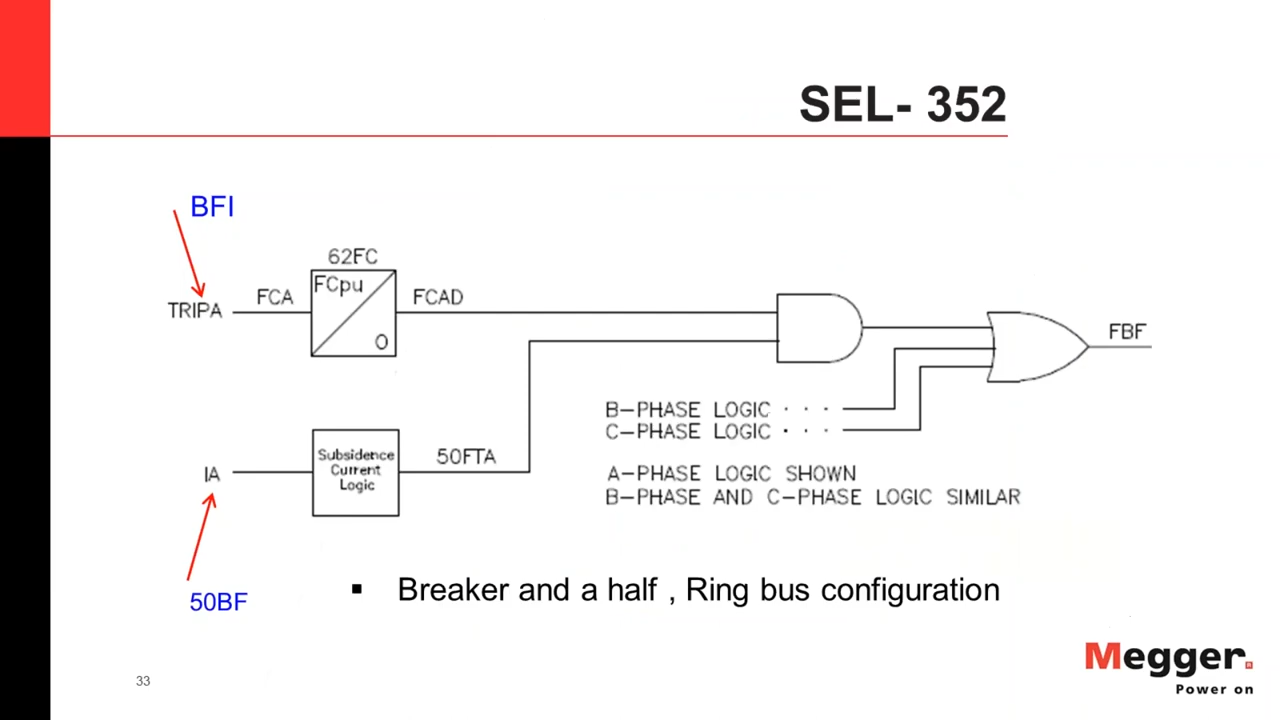 SEL- 352
BFI
62FC
FCpu
O
TRIPA
FCA
FCAD
FBF
B-PHASE LOGIC · · ·
C-PHASE LOGIC · · ·
Subsidence
Current
Logic
IA
50FTA
A-PHASE LOGIC SHOWN
B-PHASE AND C-PHASE LOGIC SIMILAR
50BF
▪ Breaker and a half , Ring bus configuration
Megger
Power on
33